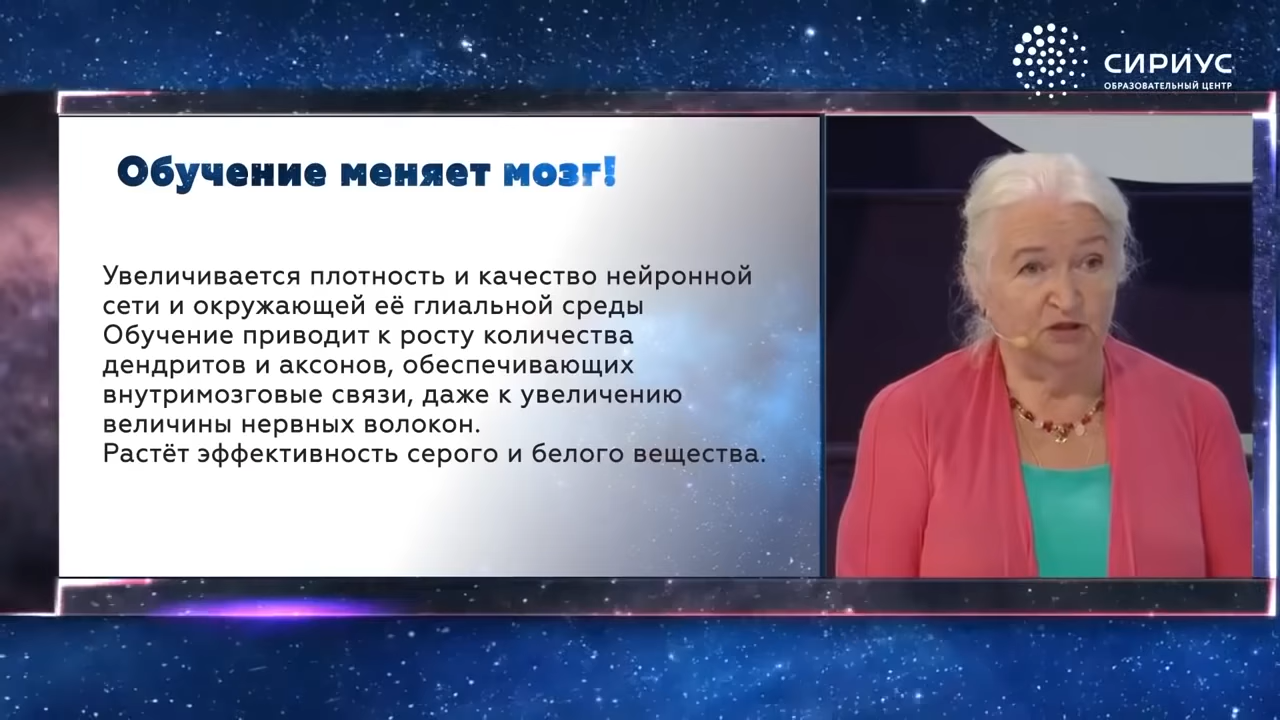 СИРИУС
ОБРАЗОВАТЕЛЬНЫЙ ЦЕНТР
Обучение меняет мозг!
Увеличивается плотность и качество нейронной
сети и окружающей её глиальной среды
Обучение приводит к росту количества
дендритов и аксонов, обеспечивающих
внутримозговые связи, даже к увеличению
величины нервных волокон.
Растёт эффективность серого и белого вещества.